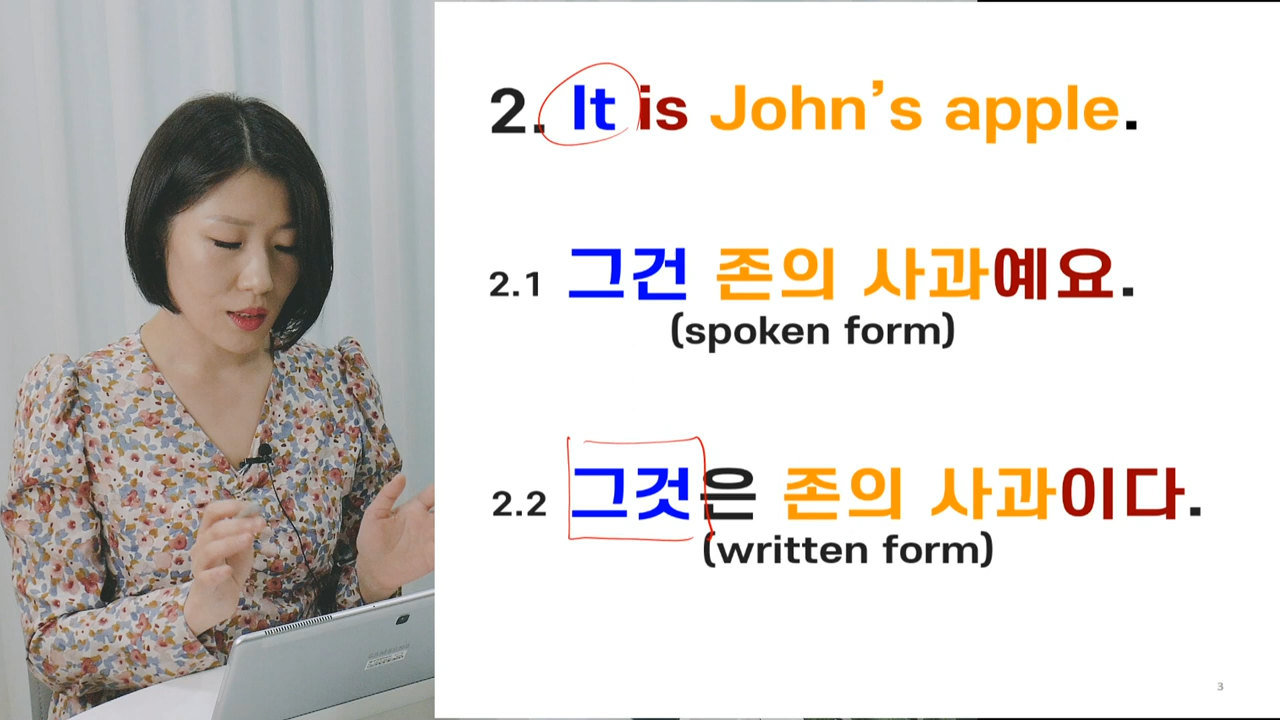 2. It is John's apple.
2.1 그건 존의 사과예요.
(spoken form)
2.2 그것은 존의 사과이다.
(written form)
SAMSUNG
3